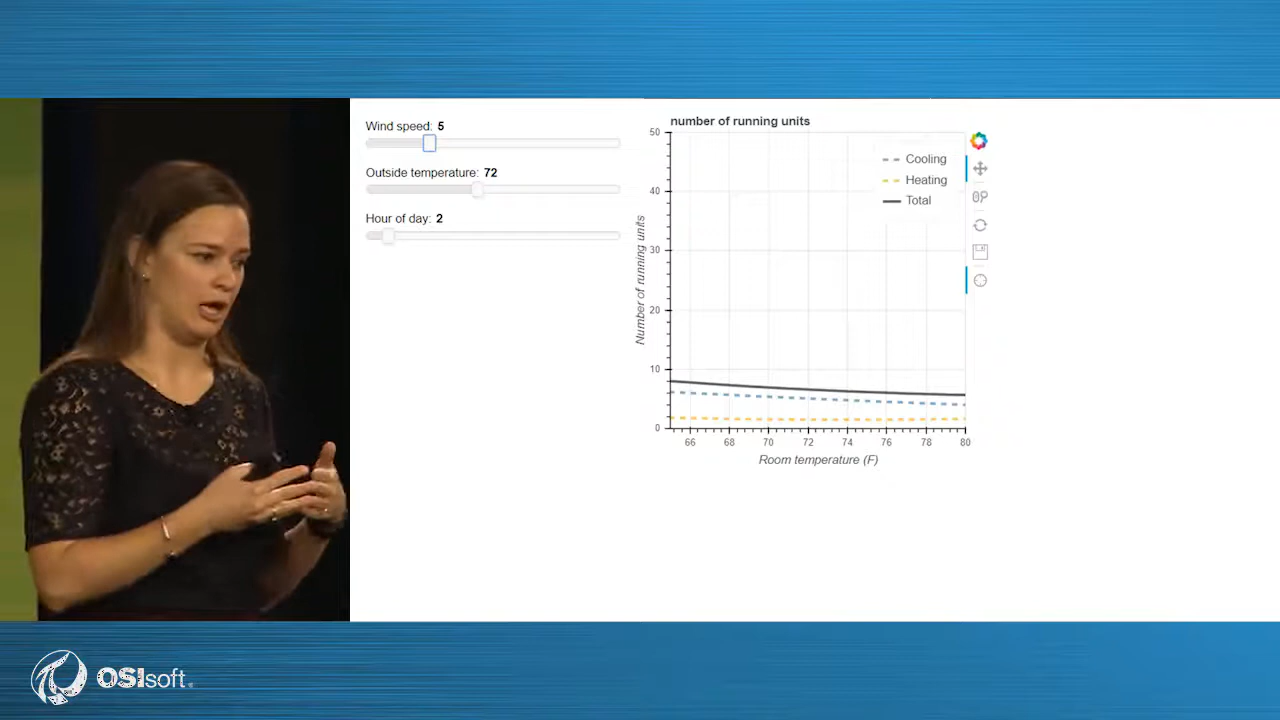 Wind speed: 5
Outside temperature: 72
Hour of day: 2
number of running units
50
40
30
20
10
0
Number of running units
Cooling
Heating
Total
66 68 70 72 74 76 78 80
Room temperature (F)
OSIsoft.